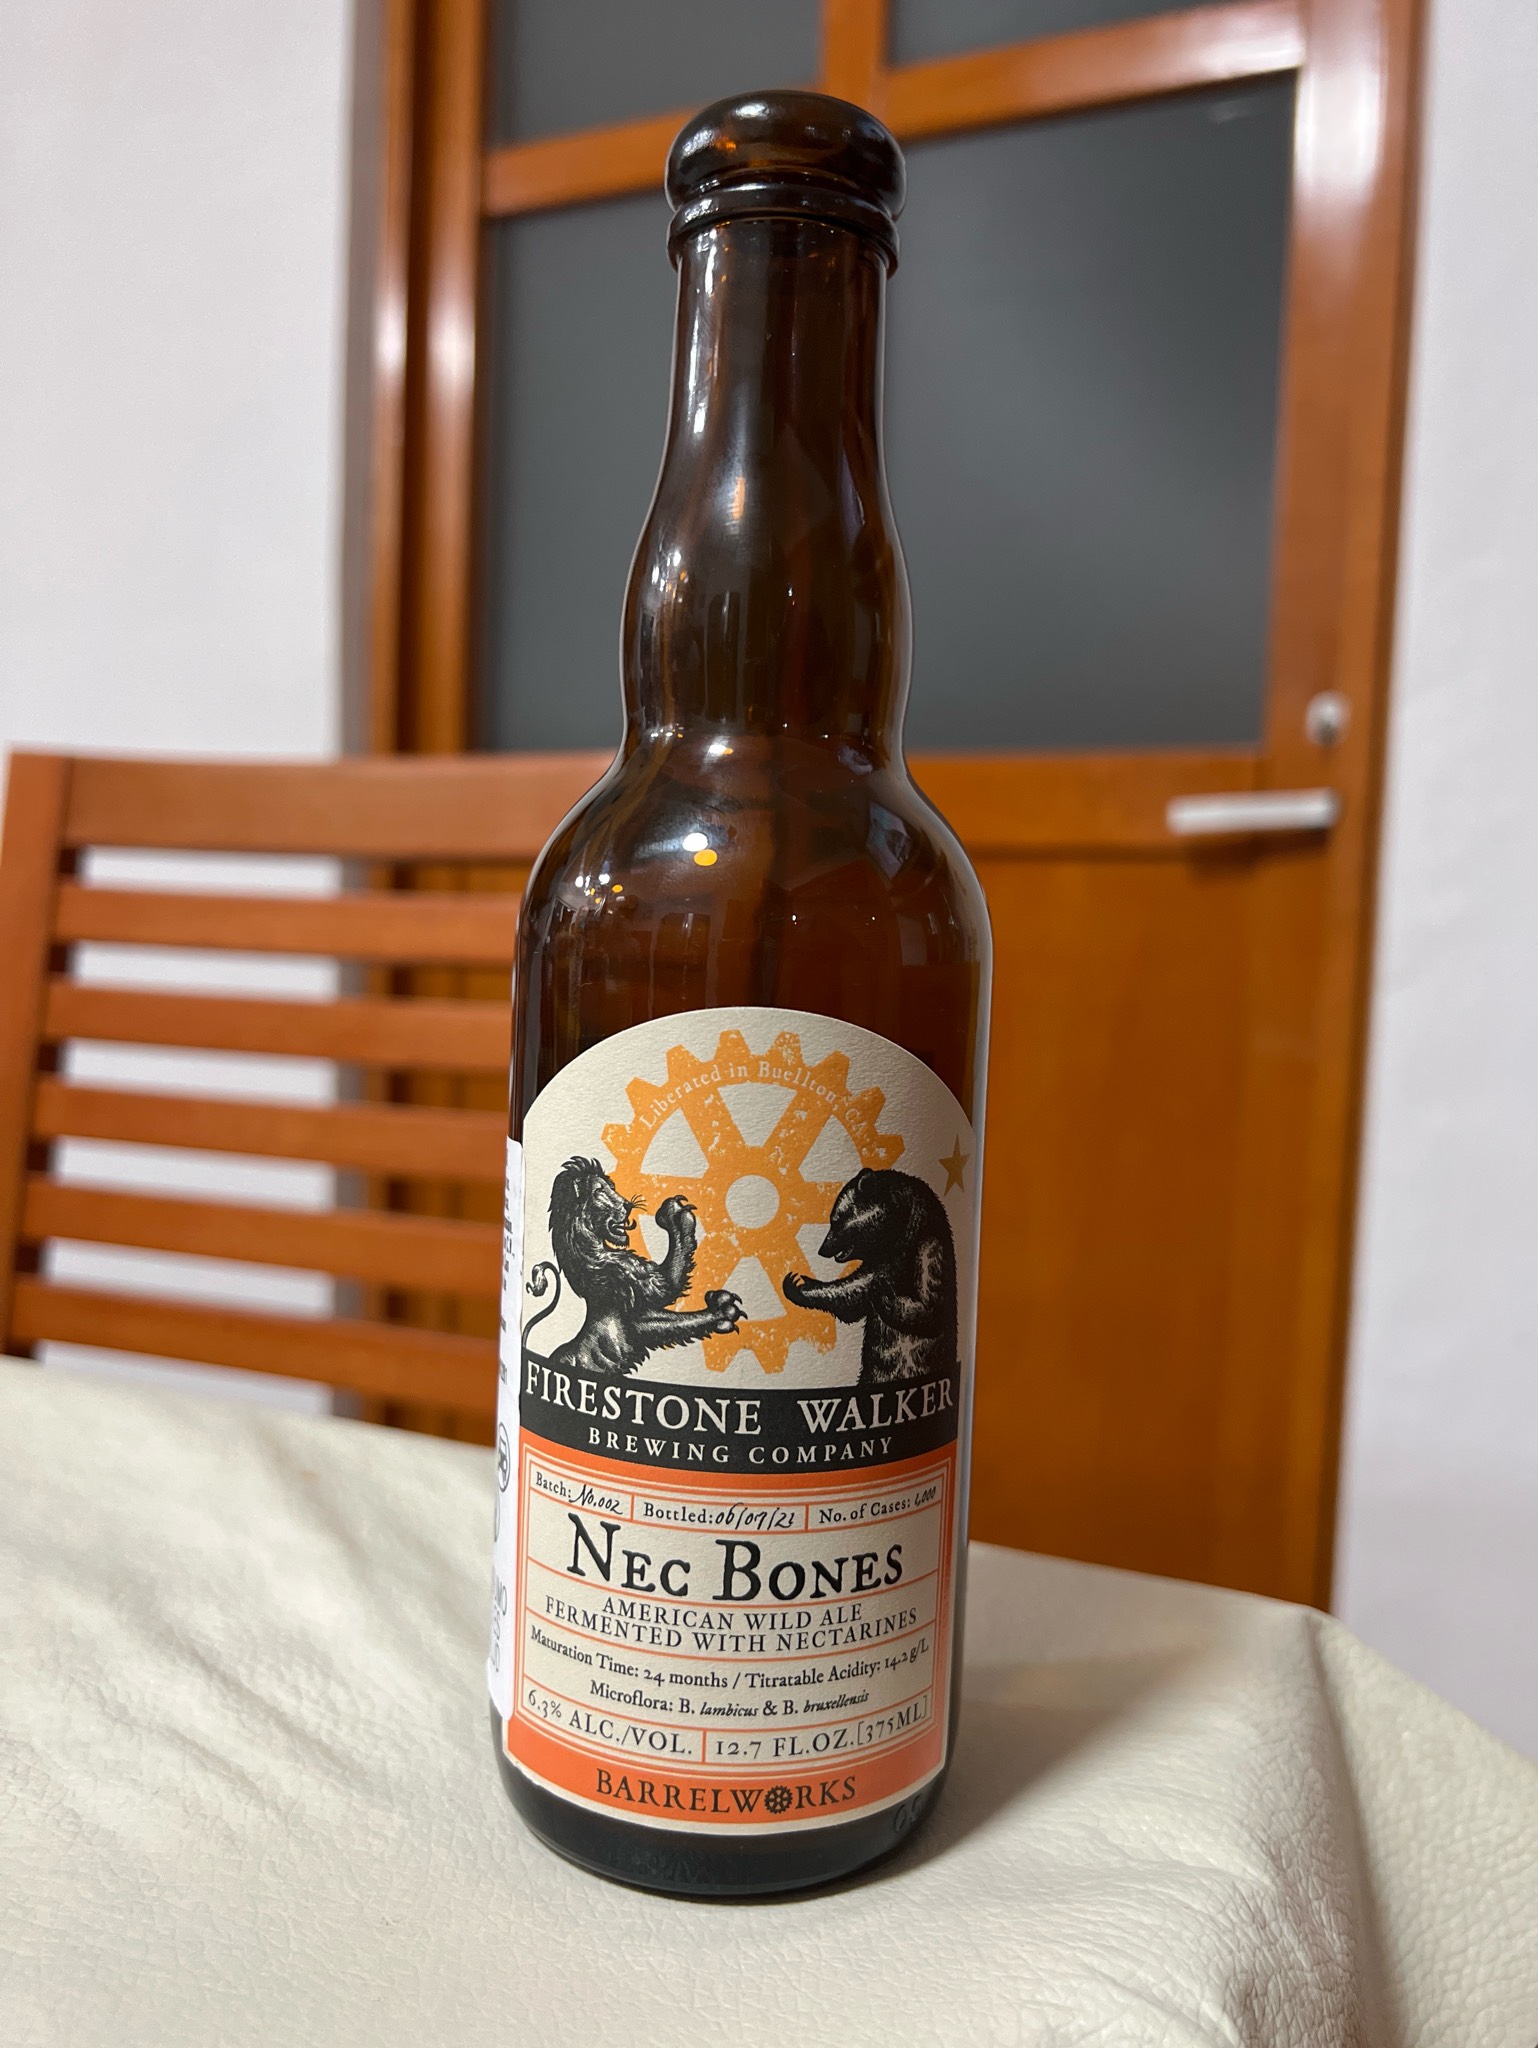 Liberated in Buellton, CA
FIRESTONE WALKER
BREWING COMPANY
Batch: No.002 Bottled: 06/07/21 No. of Cases: 1,000
NEC BONES
AMERICAN WILD ALE
FERMENTED WITH NECTARINES
Maturation Time: 24 months / Titratable Acidity: 14.2 g/L
Microflora: B. lambicus & B. bruxellensis
6.3% ALC./VOL. 12.7 FL.OZ.[375ML]
BARRELWORKS